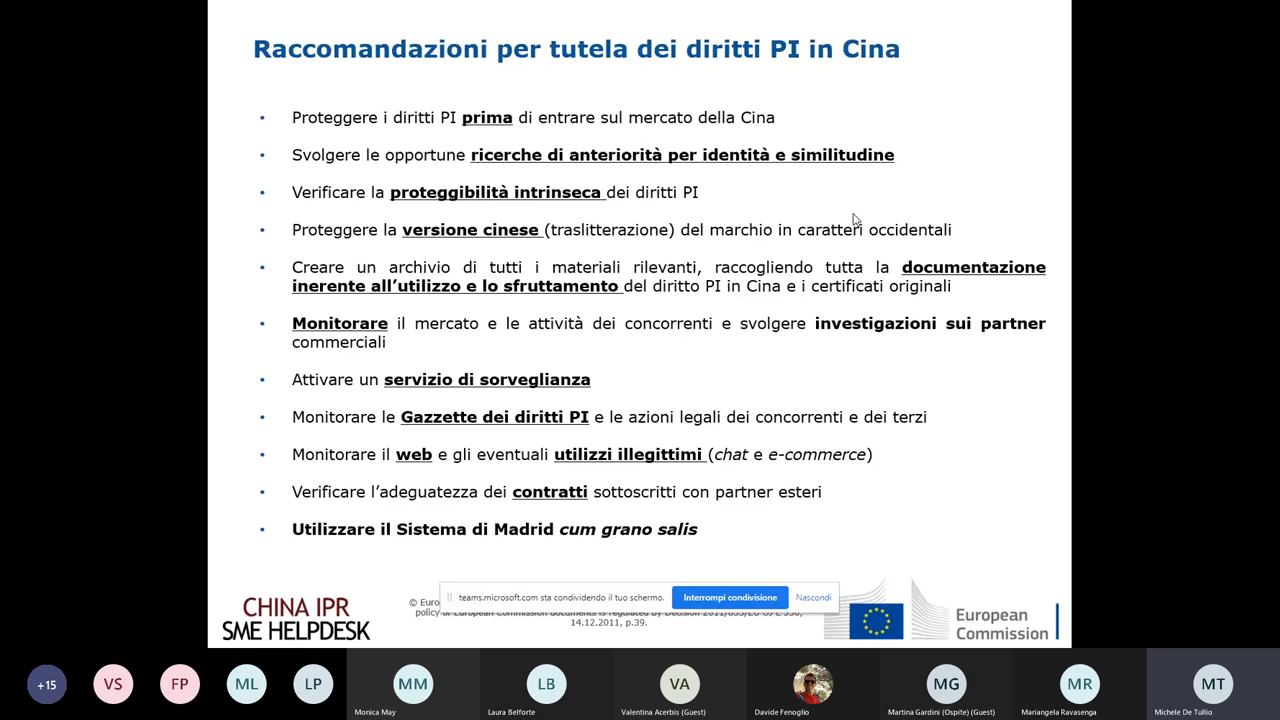 Raccomandazioni per tutela dei diritti PI in Cina
• Proteggere i diritti PI prima di entrare sul mercato della Cina
• Svolgere le opportune ricerche di anteriorità per identità e similitudine
• Verificare la proteggibilità intrinseca dei diritti PI
• Proteggere la versione cinese (traslitterazione) del marchio in caratteri occidentali
• Creare un archivio di tutti i materiali rilevanti, raccogliendo tutta la documentazione
inerente all’utilizzo e lo sfruttamento del diritto PI in Cina e i certificati originali
• Monitorare il mercato e le attività dei concorrenti e svolgere investigazioni sui partner
commerciali
• Attivare un servizio di sorveglianza
• Monitorare le Gazzette dei diritti PI e le azioni legali dei concorrenti e dei terzi
• Monitorare il web e gli eventuali utilizzi illegittimi (chat e e-commerce)
• Verificare l’adeguatezza dei contratti sottoscritti con partner esteri
• Utilizzare il Sistema di Madrid cum grano salis
teams.microsoft.com sta condividendo il tuo schermo. Interrompi condivisione Nascondi
©
policy
14.12.2011, p.39.
CHINA IPR
SME HELPDESK
European
Commission
+15 VS FP ML LP MM LB VA MG MR MT
Monica May Laura Belforte Valentina Acerbis (Guest) Davide Fenoglio Martina Gardini (Ospite) (Guest) Mariangela Ravasenga Michele De Tullio